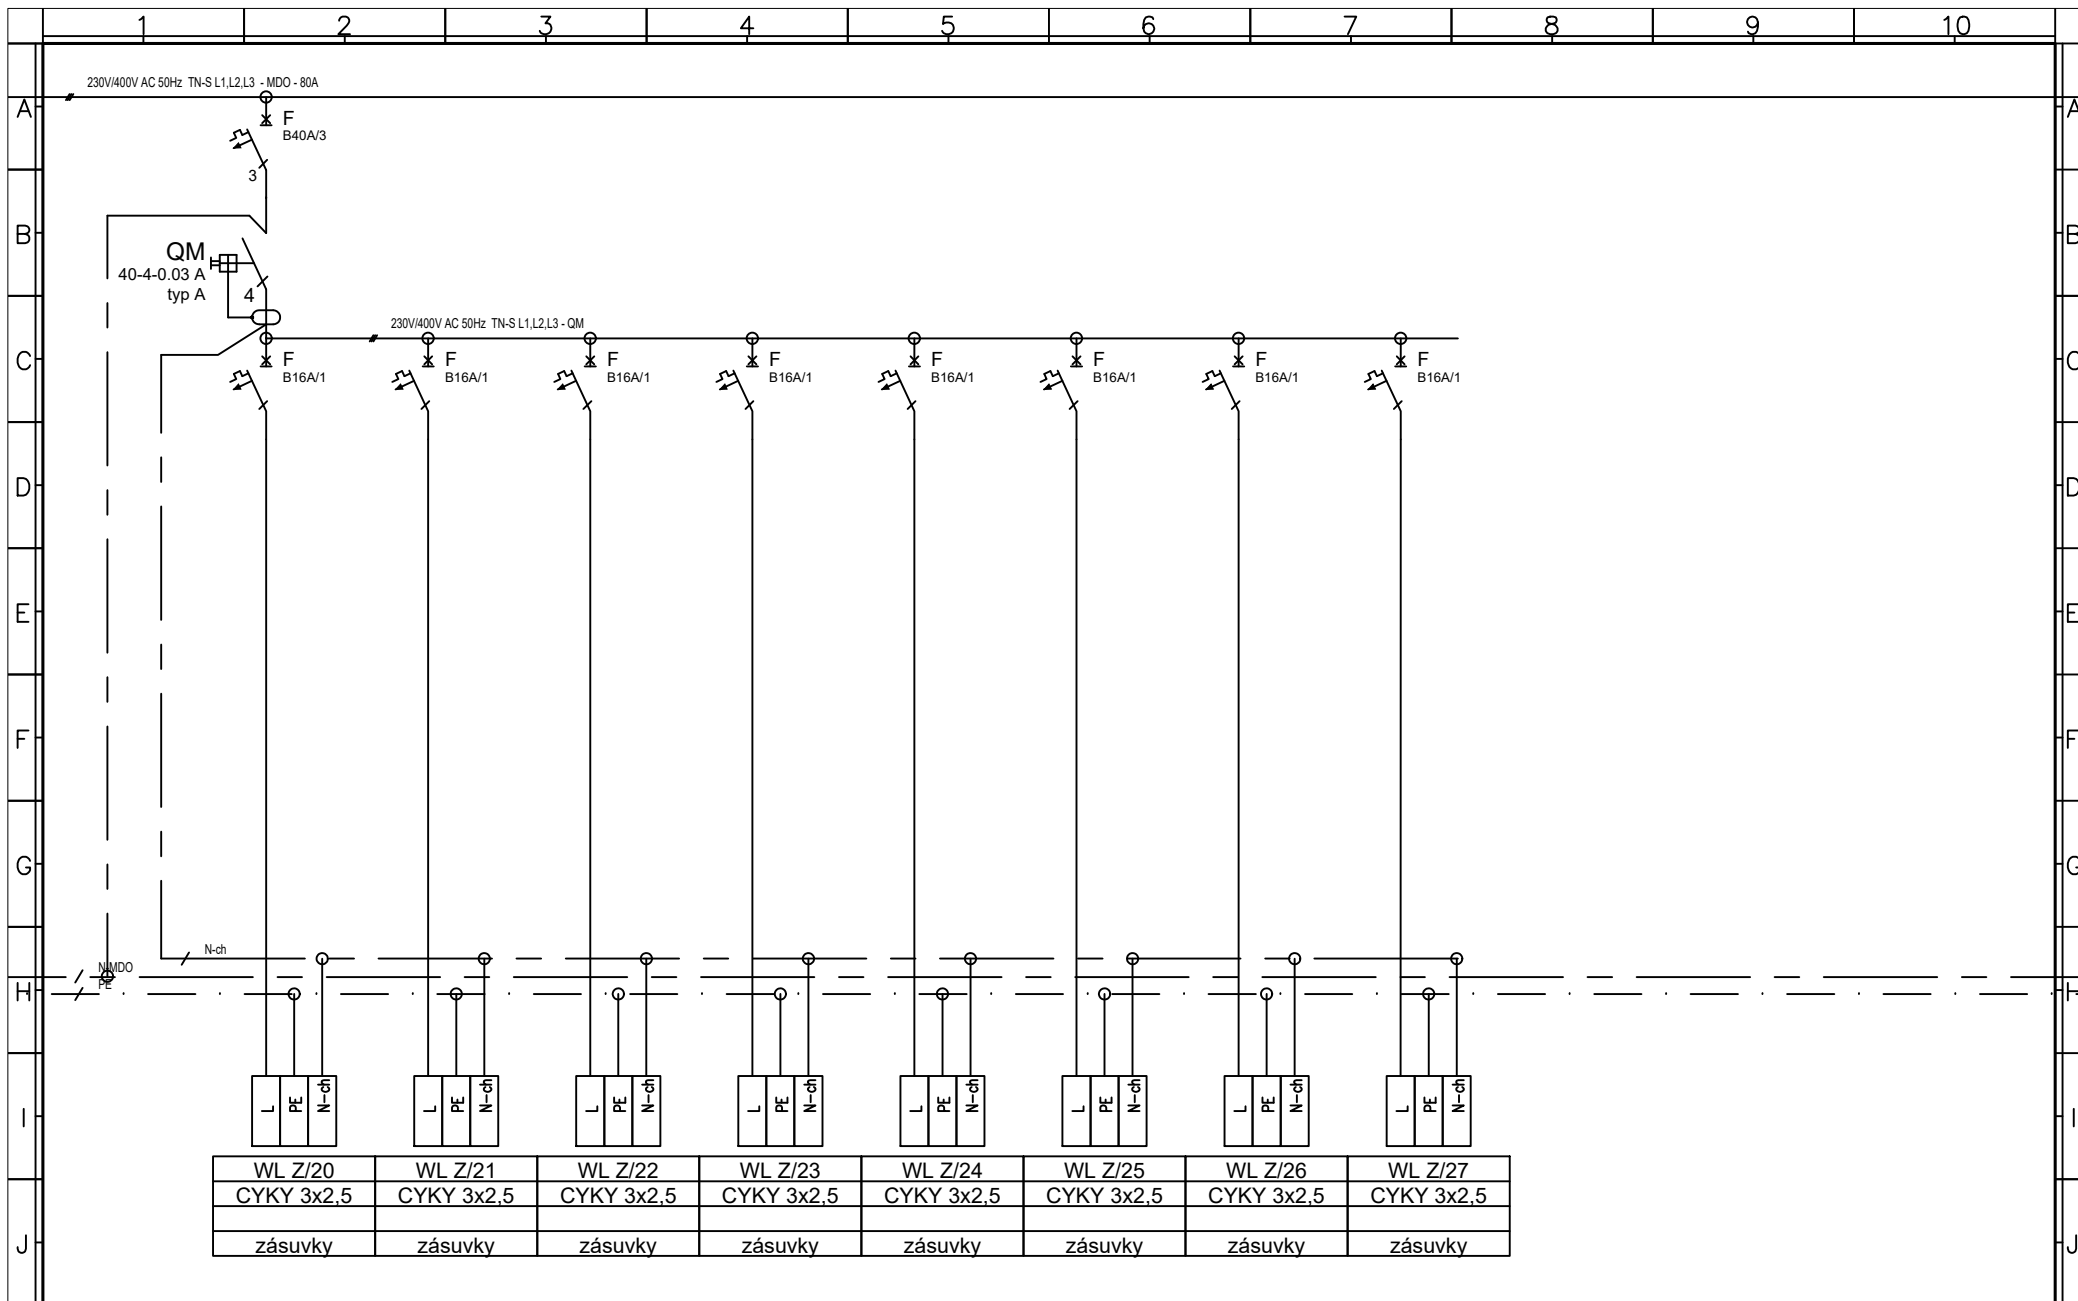 1 2 3 4 5 6 7 8 9 10
230V/400V AC 50Hz TN-S L1,L2,L3 - MDO - 80A
A A
F
B40A/3
3
B B
QM
40-4-0.03 A
typ A
4
230V/400V AC 50Hz TN-S L1,L2,L3 - QM
C C
F F F F F F F F
B16A/1 B16A/1 B16A/1 B16A/1 B16A/1 B16A/1 B16A/1 B16A/1
D D
E E
F F
G G
N-ch
N-MDO
PE
H H
L PE N-ch L PE N-ch L PE N-ch L PE N-ch L PE N-ch L PE N-ch L PE N-ch L PE N-ch
I I
WL Z/20 WL Z/21 WL Z/22 WL Z/23 WL Z/24 WL Z/25 WL Z/26 WL Z/27
CYKY 3x2,5 CYKY 3x2,5 CYKY 3x2,5 CYKY 3x2,5 CYKY 3x2,5 CYKY 3x2,5 CYKY 3x2,5 CYKY 3x2,5
J J
zásuvky zásuvky zásuvky zásuvky zásuvky zásuvky zásuvky zásuvky